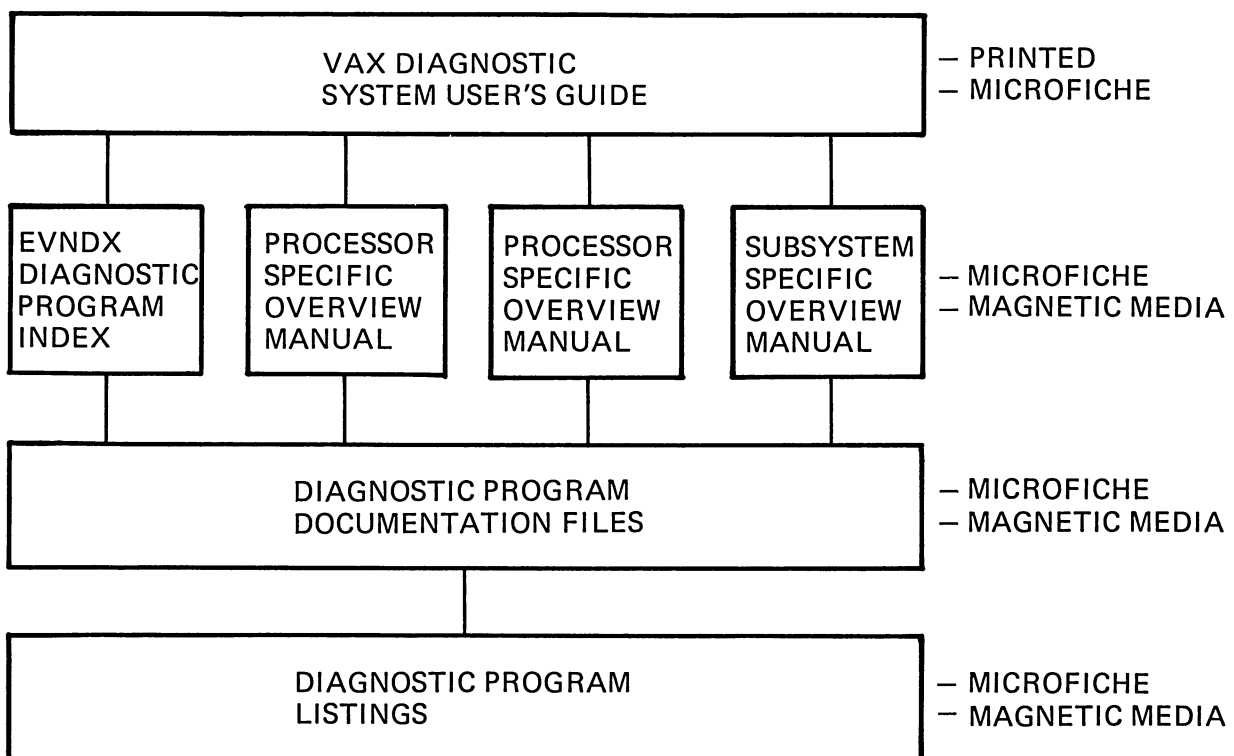 VAX DIAGNOSTIC
SYSTEM USER'S GUIDE
– PRINTED
– MICROFICHE
EVNDX
DIAGNOSTIC
PROGRAM
INDEX
PROCESSOR
SPECIFIC
OVERVIEW
MANUAL
PROCESSOR
SPECIFIC
OVERVIEW
MANUAL
SUBSYSTEM
SPECIFIC
OVERVIEW
MANUAL
– MICROFICHE
– MAGNETIC MEDIA
DIAGNOSTIC PROGRAM
DOCUMENTATION FILES
– MICROFICHE
– MAGNETIC MEDIA
DIAGNOSTIC PROGRAM
LISTINGS
– MICROFICHE
– MAGNETIC MEDIA